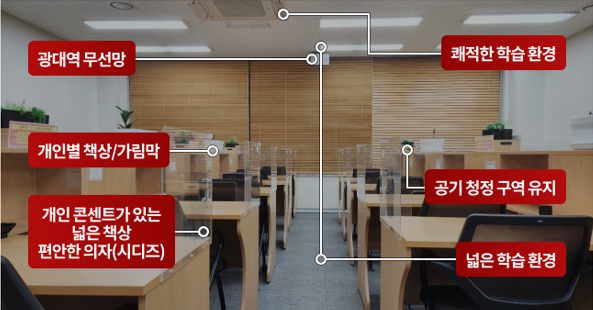 광대역 무선망
쾌적한 학습 환경
개인별 책상/가림막
공기 청정 구역 유지
개인 콘센트가 있는
넓은 책상
편안한 의자(시디즈)
넓은 학습 환경